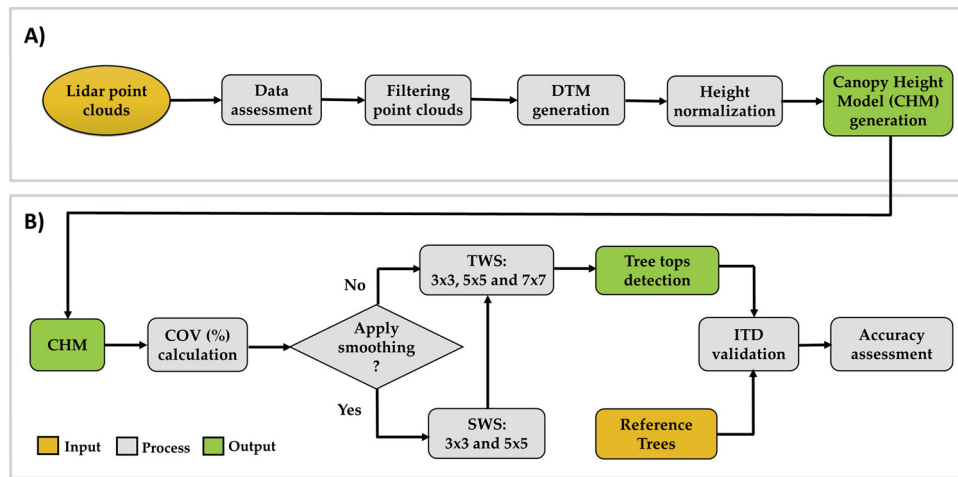 A)
Lidar point
clouds
Data
assessment
Filtering
point clouds
DTM
generation
Height
normalization
Canopy Height
Model (CHM)
generation
B)
CHM
COV (%)
calculation
Apply
smoothing
?
No
Yes
TWS:
3x3, 5x5 and 7x7
SWS:
3x3 and 5x5
Tree tops
detection
ITD
validation
Accuracy
assessment
Reference
Trees
Input
Process
Output